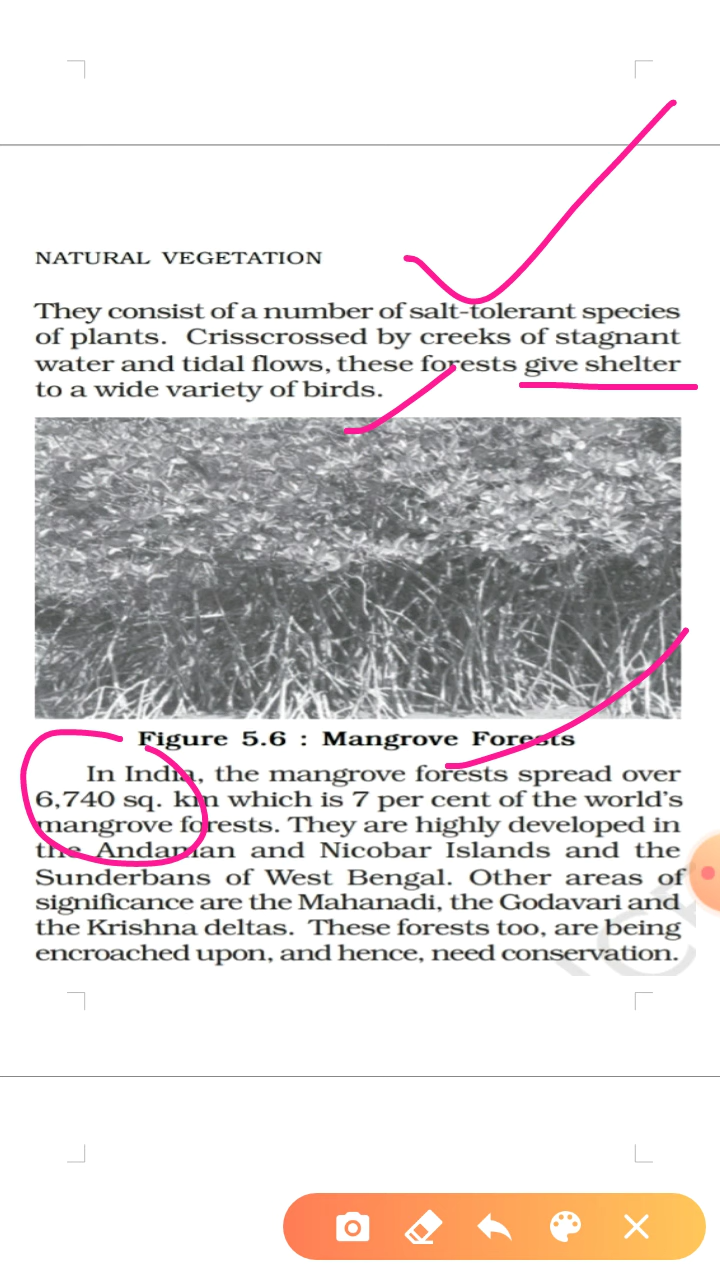 NATURAL VEGETATION
They consist of a number of salt-tolerant species
of plants. Crisscrossed by creeks of stagnant
water and tidal flows, these forests give shelter
to a wide variety of birds.
Figure 5.6 : Mangrove Forests
In India, the mangrove forests spread over
6,740 sq. km which is 7 per cent of the world's
mangrove forests. They are highly developed in
the Andaman and Nicobar Islands and the
Sunderbans of West Bengal. Other areas of
significance are the Mahanadi, the Godavari and
the Krishna deltas. These forests too, are being
encroached upon, and hence, need conservation.